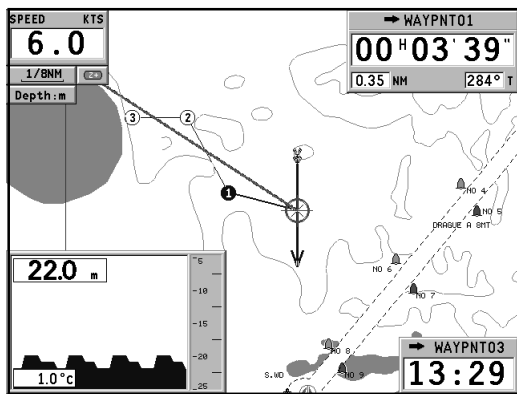 SPEED KTS
6.0
1/8NM Z+
Depth:m
➡ WAYPNT01
00 H 03 ' 39 "
0.35 NM 284° T
3
2
1
NO 4
NO 5
DRAGUE A 8MT
NO 6
NO 7
NO 8
NO 9
S.WD
22.0 m
5
10
15
20
25
1.0°c
➡ WAYPNT03
13:29